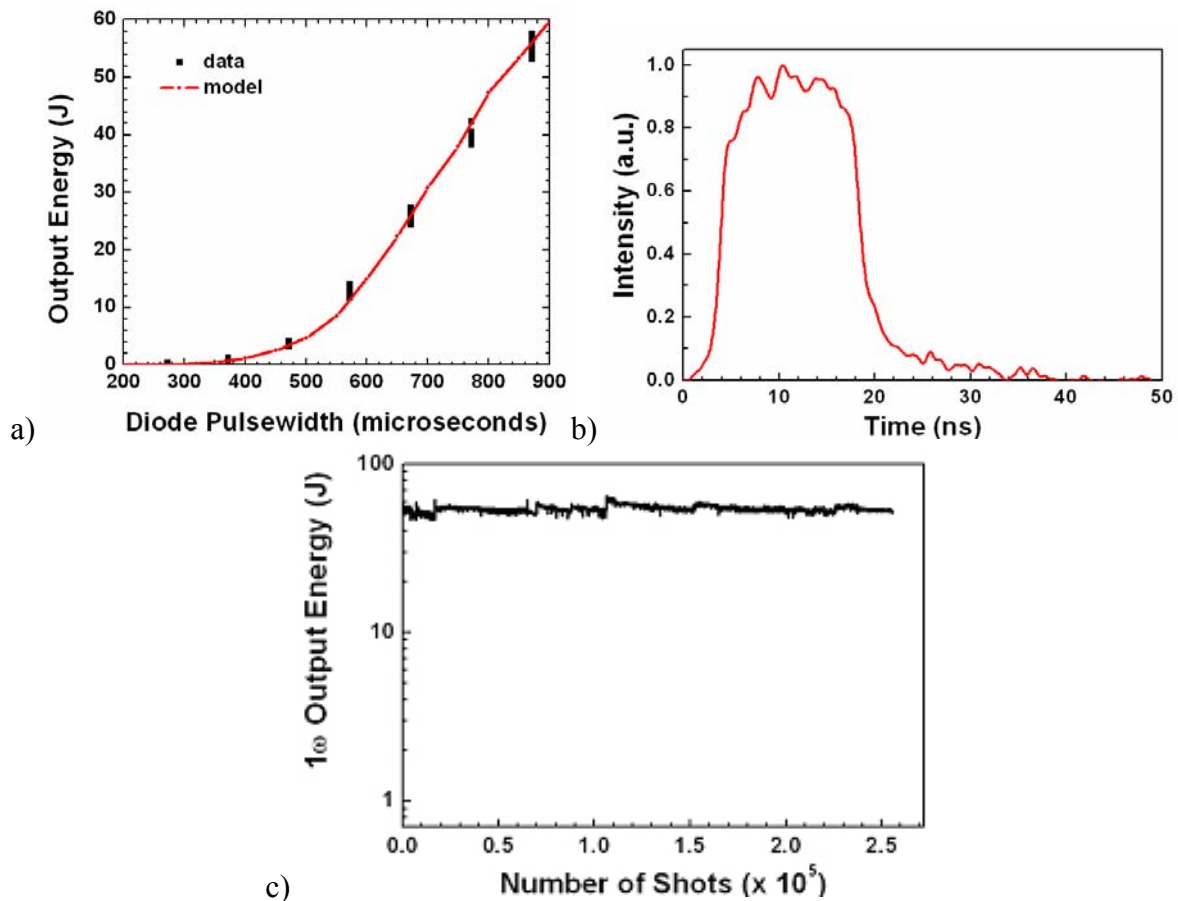 60
50
40
30
20
10
0
Output Energy (J)
data
model
200 300 400 500 600 700 800 900
Diode Pulsewidth (microseconds)
a)
1.0
0.8
0.6
0.4
0.2
0.0
Intensity (a.u.)
0 10 20 30 40 50
Time (ns)
b)
100
10
1
1ω Output Energy (J)
0.0 0.5 1.0 1.5 2.0 2.5
Number of Shots (x 10⁵)
c)